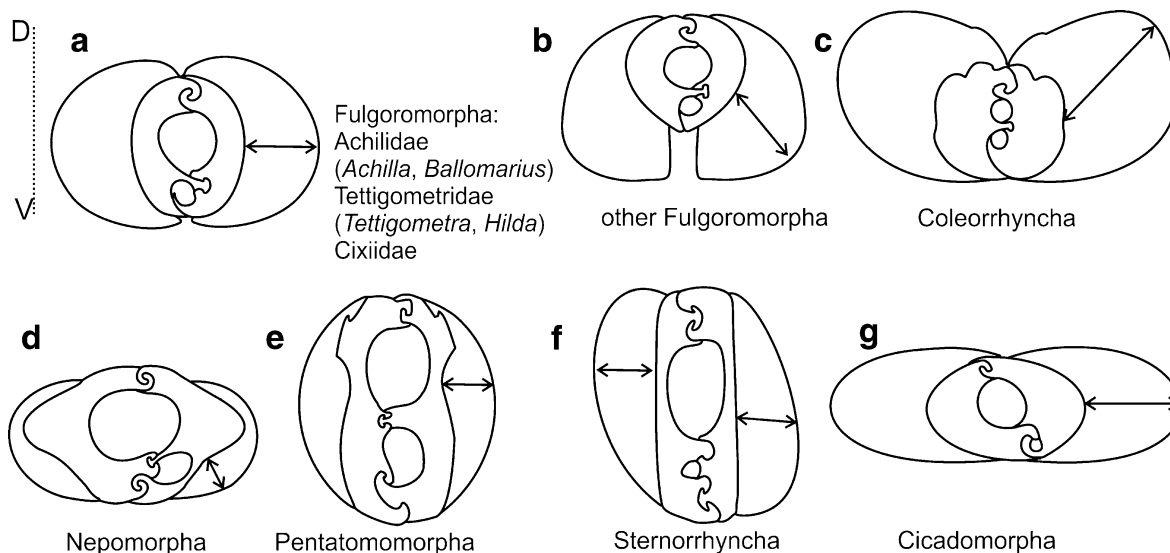 D
V
a
Fulgoromorpha:
Achilidae
(Achilla, Ballomarius)
Tettigometridae
(Tettigometra, Hilda)
Cixiidae
b
other Fulgoromorpha
c
Coleorrhyncha
d
Nepomorpha
e
Pentatomomorpha
f
Sternorrhyncha
g
Cicadomorpha